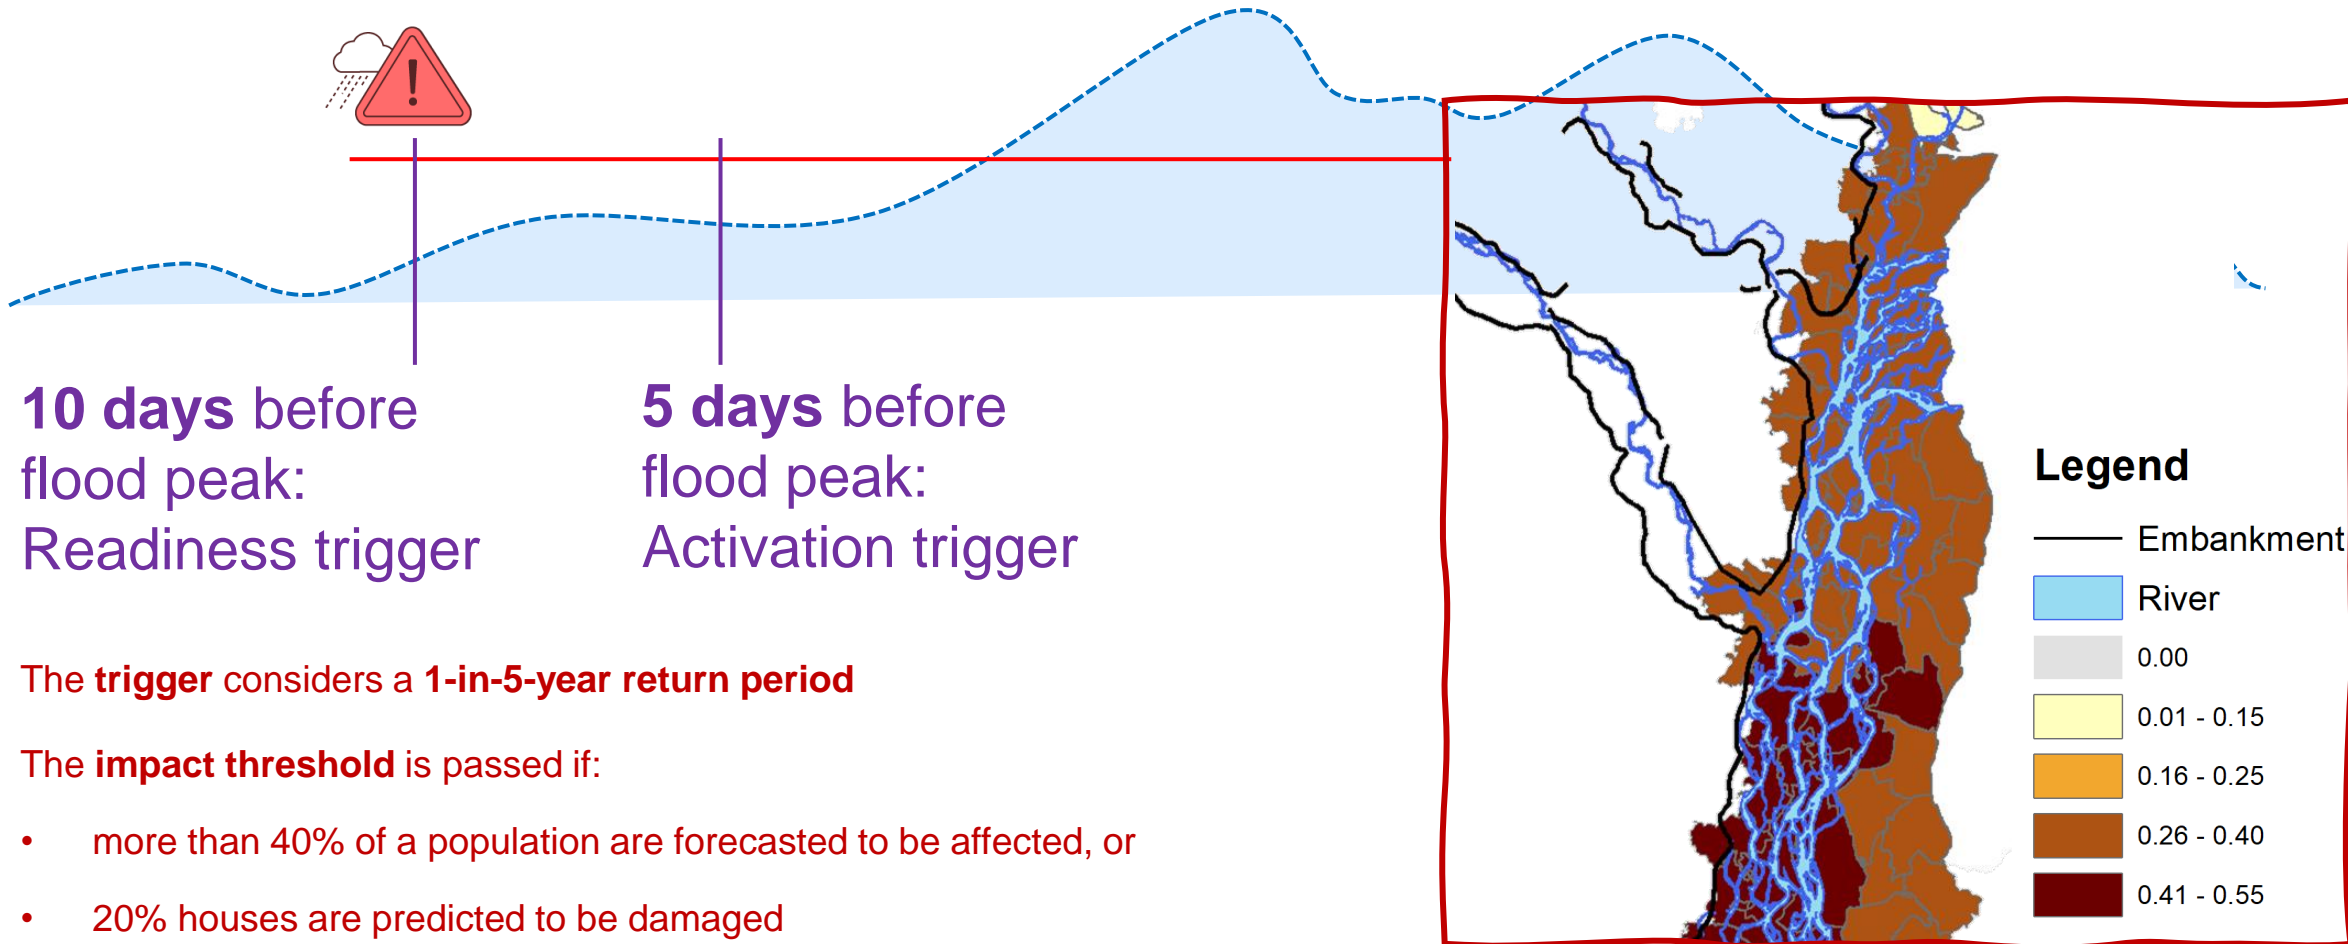 10 days before
flood peak:
Readiness trigger
5 days before
flood peak:
Activation trigger
The trigger considers a 1-in-5-year return period
The impact threshold is passed if:
• more than 40% of a population are forecasted to be affected, or
• 20% houses are predicted to be damaged
Legend
Embankment
River
0.00
0.01 - 0.15
0.16 - 0.25
0.26 - 0.40
0.41 - 0.55